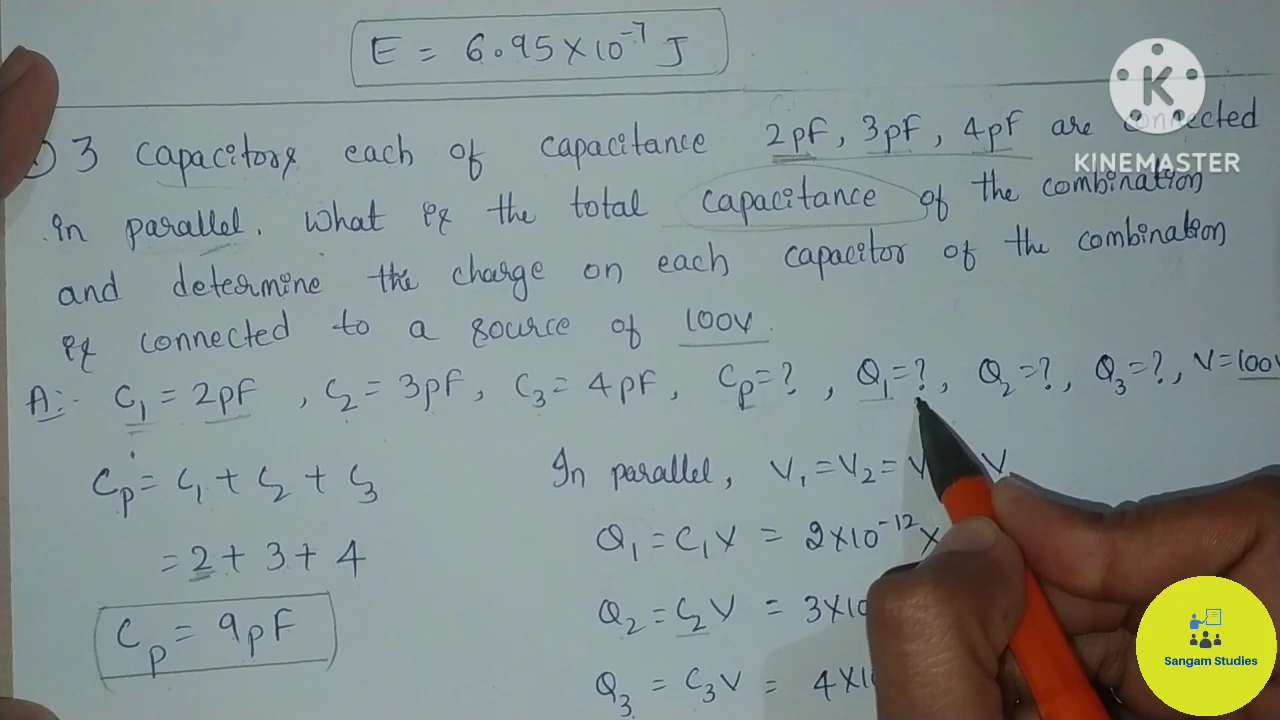 E = 6.95×10⁻⁷ J
KINEMASTER
) 3 capacitors each of capacitance 2pF, 3pF, 4pF are connected
in parallel. What is the total capacitance of the combination
and determine the charge on each capacitor of the combination
is connected to a source of 100V.
A:- C₁ = 2pF, C₂ = 3pF, C₃ = 4pF, Cp = ?, Q₁ = ?, Q₂ = ?, Q₃ = ?, V = 100V
Cp = C₁ + C₂ + C₃
= 2 + 3 + 4
Cp = 9pF
In parallel, V₁ = V₂ = V V
Q₁ = C₁V = 2×10⁻¹² ×
Q₂ = C₂V = 3×10
Q₃ = C₃V = 4×10
Sangam Studies